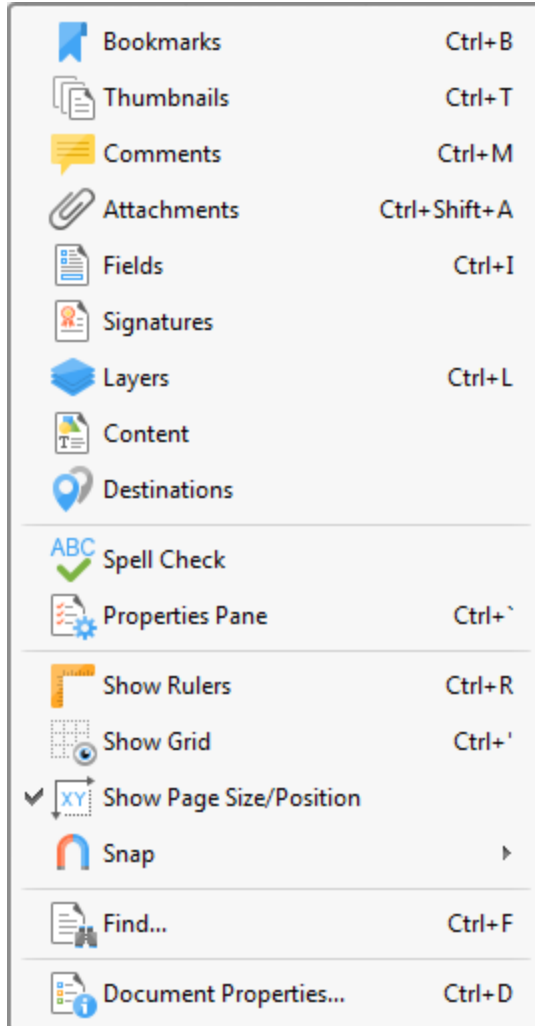 Bookmarks Ctrl+B
Thumbnails Ctrl+T
Comments Ctrl+M
Attachments Ctrl+Shift+A
Fields Ctrl+I
Signatures
Layers Ctrl+L
Content
Destinations
ABC Spell Check
Properties Pane Ctrl+`
Show Rulers Ctrl+R
Show Grid Ctrl+'
XY Show Page Size/Position
Snap
Find... Ctrl+F
Document Properties... Ctrl+D